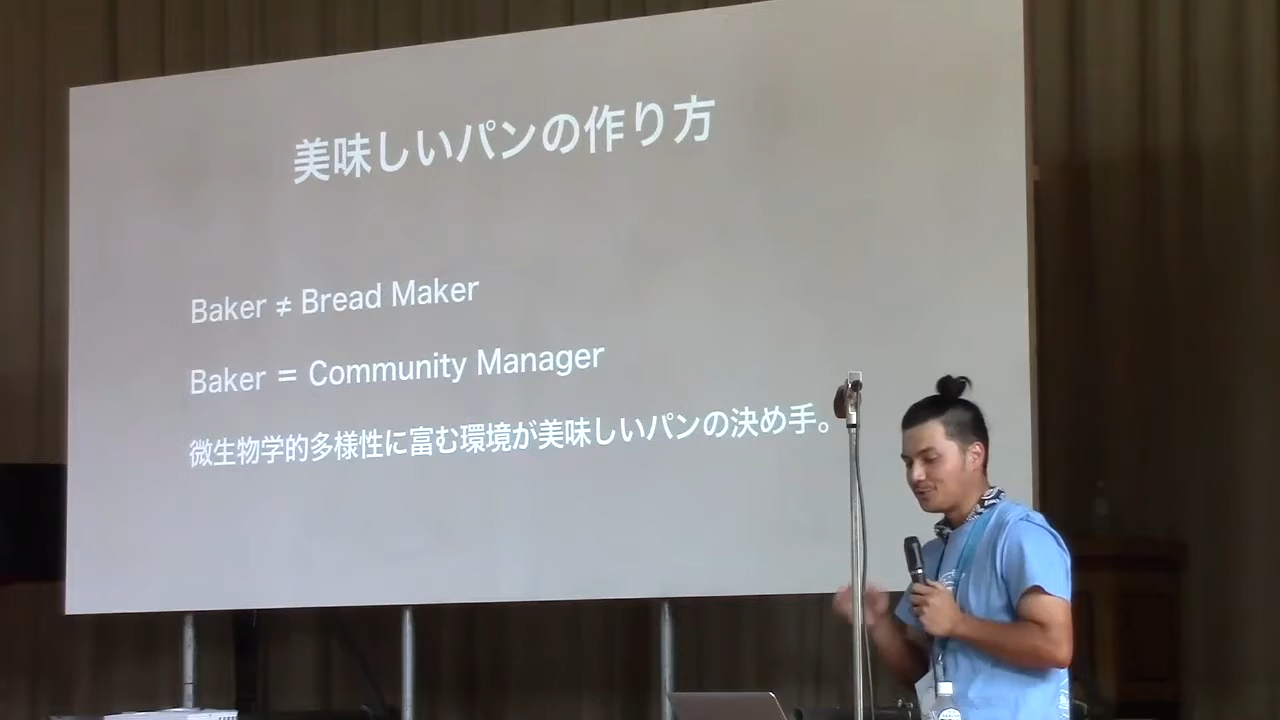 美味しいパンの作り方
Baker ≠ Bread Maker
Baker = Community Manager
微生物学的多様性に富む環境が美味しいパンの決め手。